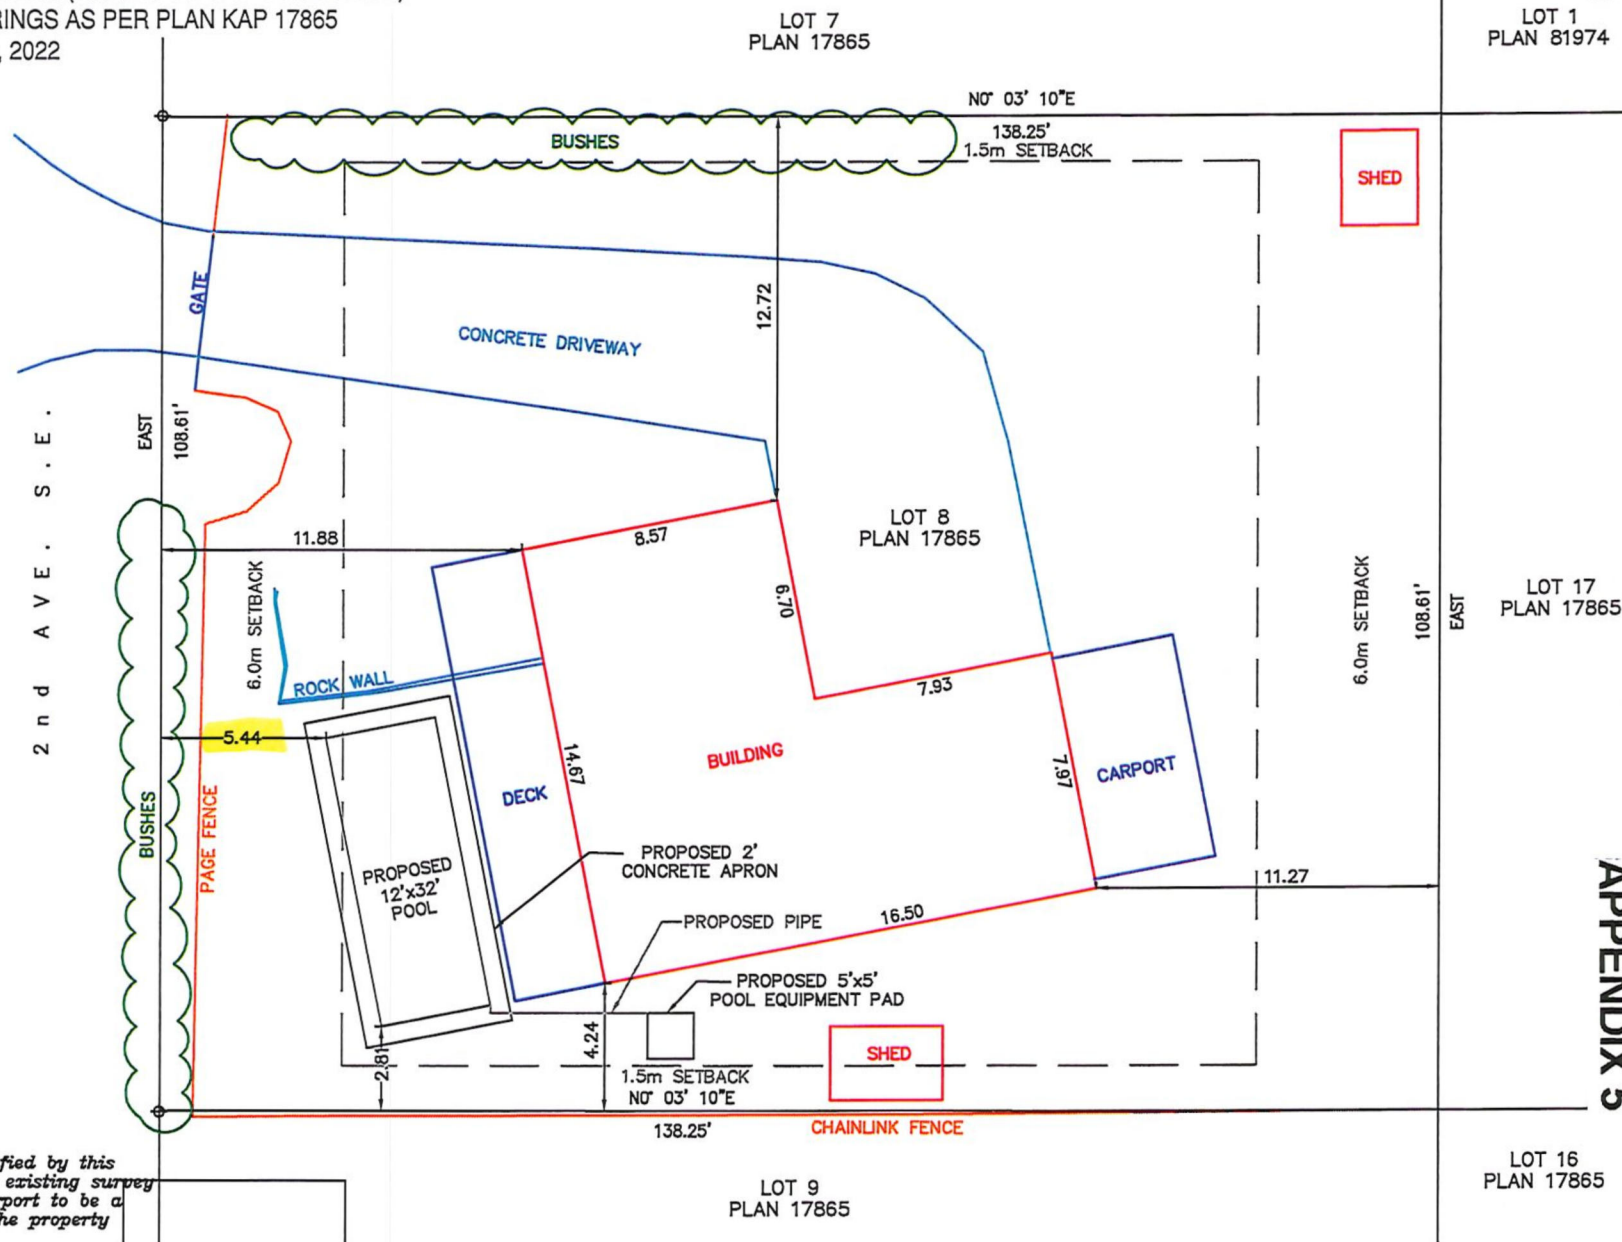 RINGS AS PER PLAN KAP 17865
, 2022
LOT 7
PLAN 17865
LOT 1
PLAN 81974
N0° 03' 10"E
138.25'
1.5m SETBACK
BUSHES
SHED
GATE
12.72
CONCRETE DRIVEWAY
2nd AVE. S.E.
EAST
108.61'
11.88
8.57
LOT 8
PLAN 17865
6.0m SETBACK
6.70
6.0m SETBACK
108.61'
EAST
LOT 17
PLAN 17865
ROCK WALL
7.93
5.44
14.67
BUILDING
7.97
CARPORT
DECK
BUSHES
PAGE FENCE
PROPOSED
12'x32'
POOL
PROPOSED 2'
CONCRETE APRON
11.27
APPENDIX 5
16.50
PROPOSED PIPE
PROPOSED 5'x5'
POOL EQUIPMENT PAD
2.81
4.24
SHED
1.5m SETBACK
N0° 03' 10"E
138.25'
CHAINLINK FENCE
fied by this
existing survey
port to be a
he property
LOT 9
PLAN 17865
LOT 16
PLAN 17865